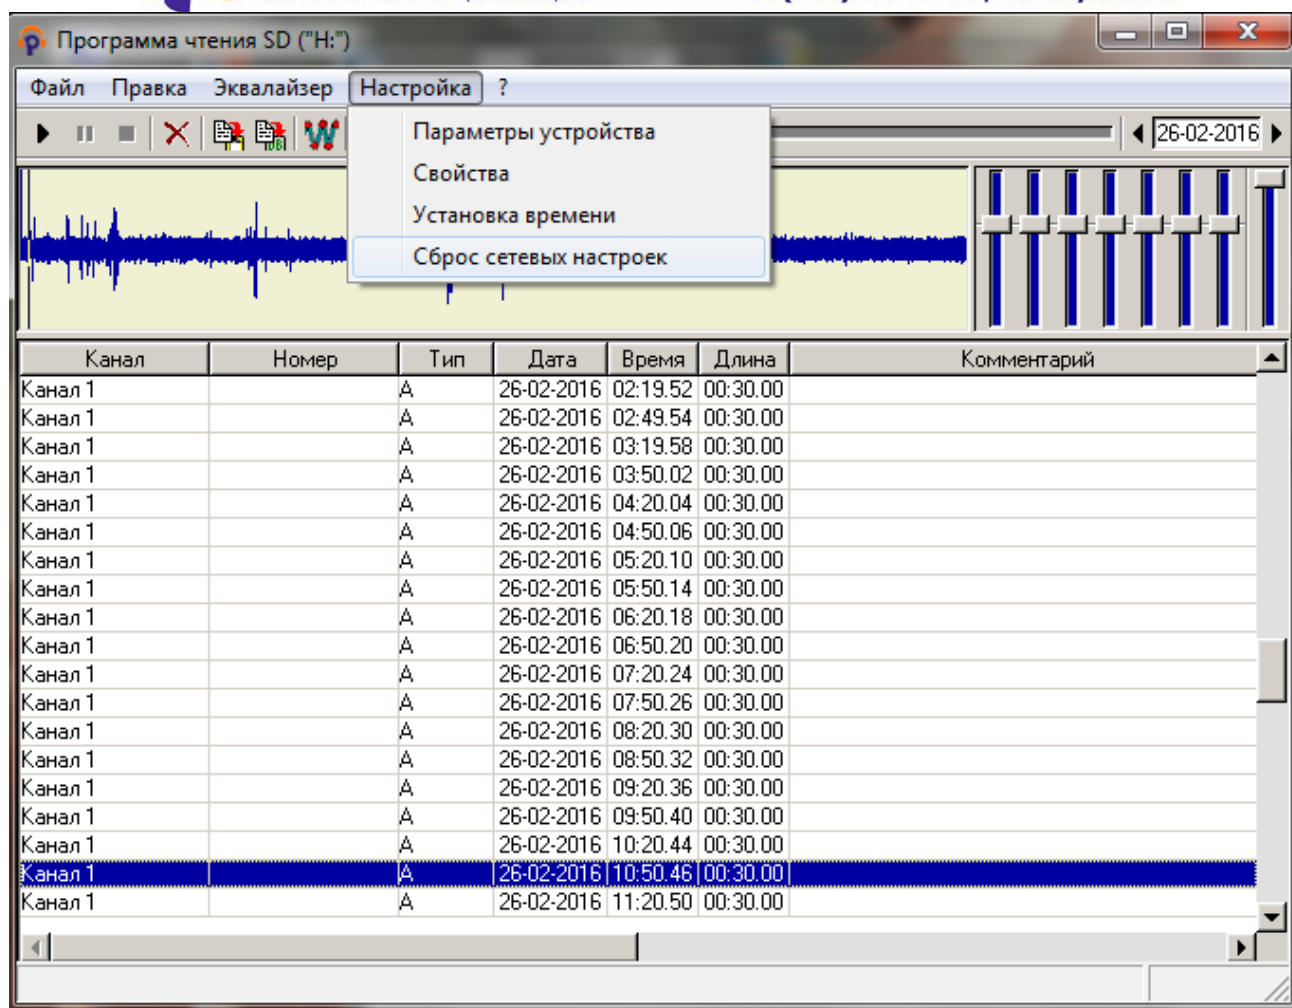 Программа чтения SD ("H:")
Файл Правка Эквалайзер Настройка ?
Параметры устройства
26-02-2016
Свойства
Установка времени
Сброс сетевых настроек
Канал Номер Тип Дата Время Длина Комментарий
Канал 1 A 26-02-2016 02:19.52 00:30.00
Канал 1 A 26-02-2016 02:49.54 00:30.00
Канал 1 A 26-02-2016 03:19.58 00:30.00
Канал 1 A 26-02-2016 03:50.02 00:30.00
Канал 1 A 26-02-2016 04:20.04 00:30.00
Канал 1 A 26-02-2016 04:50.06 00:30.00
Канал 1 A 26-02-2016 05:20.10 00:30.00
Канал 1 A 26-02-2016 05:50.14 00:30.00
Канал 1 A 26-02-2016 06:20.18 00:30.00
Канал 1 A 26-02-2016 06:50.20 00:30.00
Канал 1 A 26-02-2016 07:20.24 00:30.00
Канал 1 A 26-02-2016 07:50.26 00:30.00
Канал 1 A 26-02-2016 08:20.30 00:30.00
Канал 1 A 26-02-2016 08:50.32 00:30.00
Канал 1 A 26-02-2016 09:20.36 00:30.00
Канал 1 A 26-02-2016 09:50.40 00:30.00
Канал 1 A 26-02-2016 10:20.44 00:30.00
Канал 1 A 26-02-2016 10:50.46 00:30.00
Канал 1 A 26-02-2016 11:20.50 00:30.00